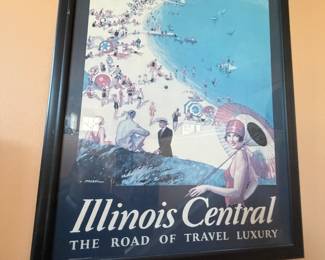 Illinois Central
THE ROAD OF TRAVEL LUXURY